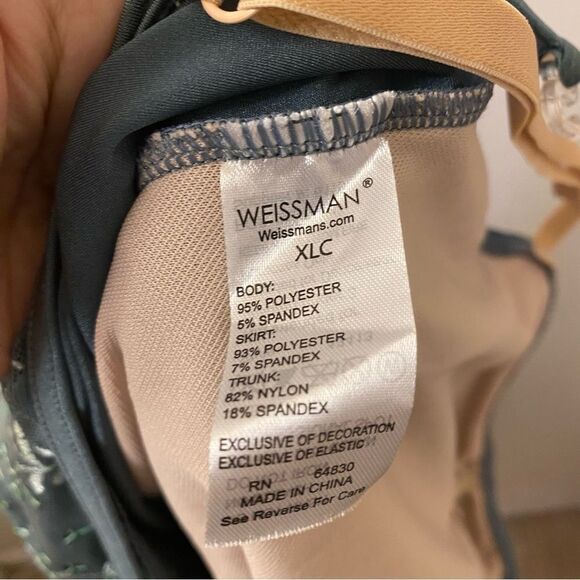 WEISSMAN®
Weissmans.com
XLC
BODY:
95% POLYESTER
5% SPANDEX
SKIRT:
93% POLYESTER
7% SPANDEX
TRUNK:
82% NYLON
18% SPANDEX
EXCLUSIVE OF DECORATION
EXCLUSIVE OF ELASTIC
RN 64830
MADE IN CHINA
See Reverse For Care